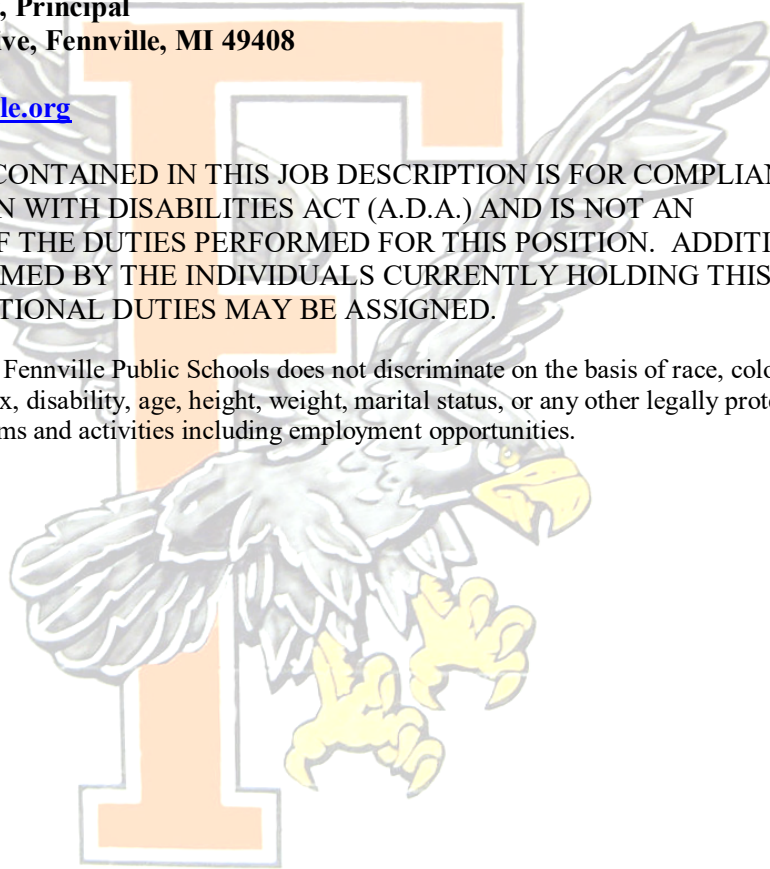 , Principal
ve, Fennville, MI 49408
le.org
CONTAINED IN THIS JOB DESCRIPTION IS FOR COMPLIAN
N WITH DISABILITIES ACT (A.D.A.) AND IS NOT AN
F THE DUTIES PERFORMED FOR THIS POSITION. ADDITI
MED BY THE INDIVIDUALS CURRENTLY HOLDING THIS
TIONAL DUTIES MAY BE ASSIGNED.
Fennville Public Schools does not discriminate on the basis of race, colo
x, disability, age, height, weight, marital status, or any other legally prote
ms and activities including employment opportunities.
F